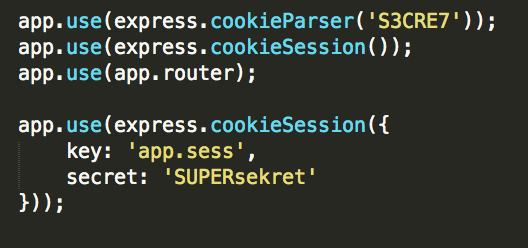 app.use(express.cookieParser('S3CRE7'));
app.use(express.cookieSession());
app.use(app.router);
app.use(express.cookieSession({
key: 'app.sess',
secret: 'SUPERsekret'
}));